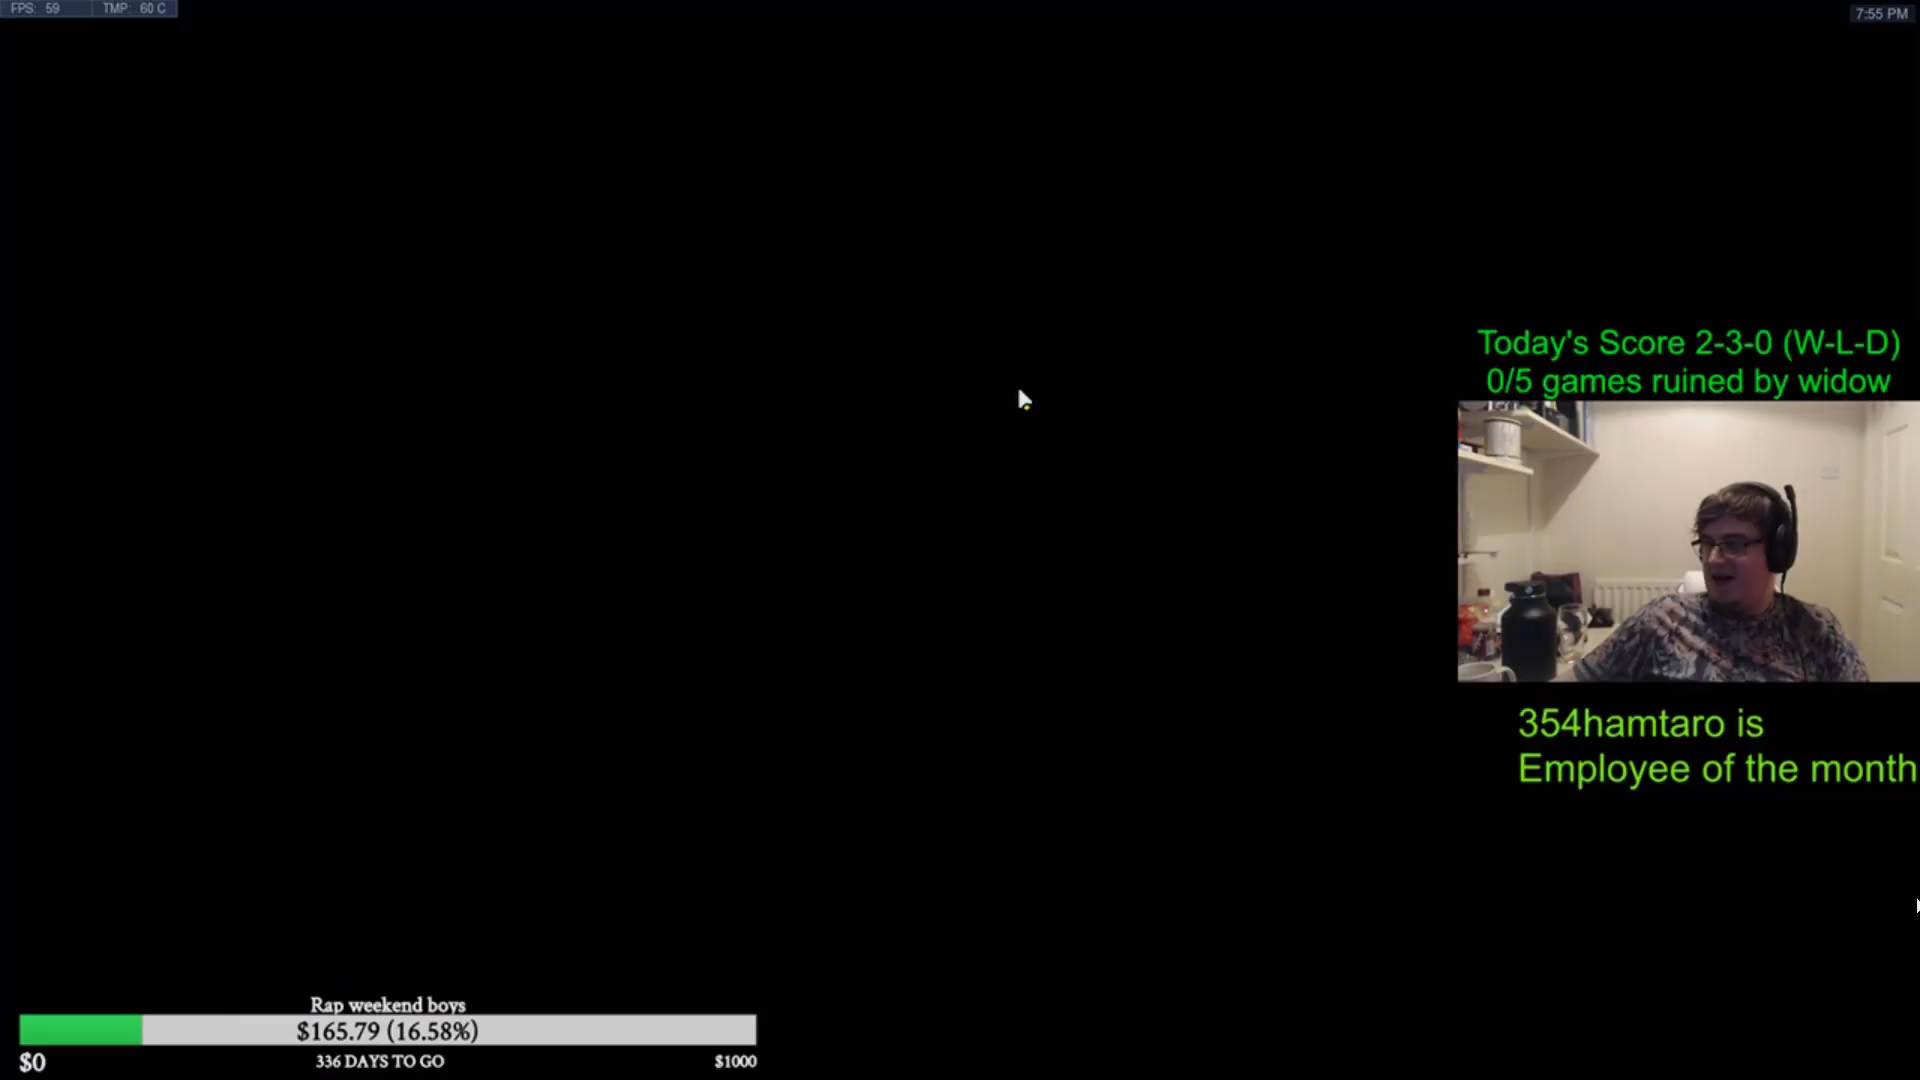 FPS: 59 TMP: 60 C
7:55 PM
Today's Score 2-3-0 (W-L-D)
0/5 games ruined by widow
354hamtaro is
Employee of the month
Rap weekend boys
$165.79 (16.58%)
$0 336 DAYS TO GO $1000